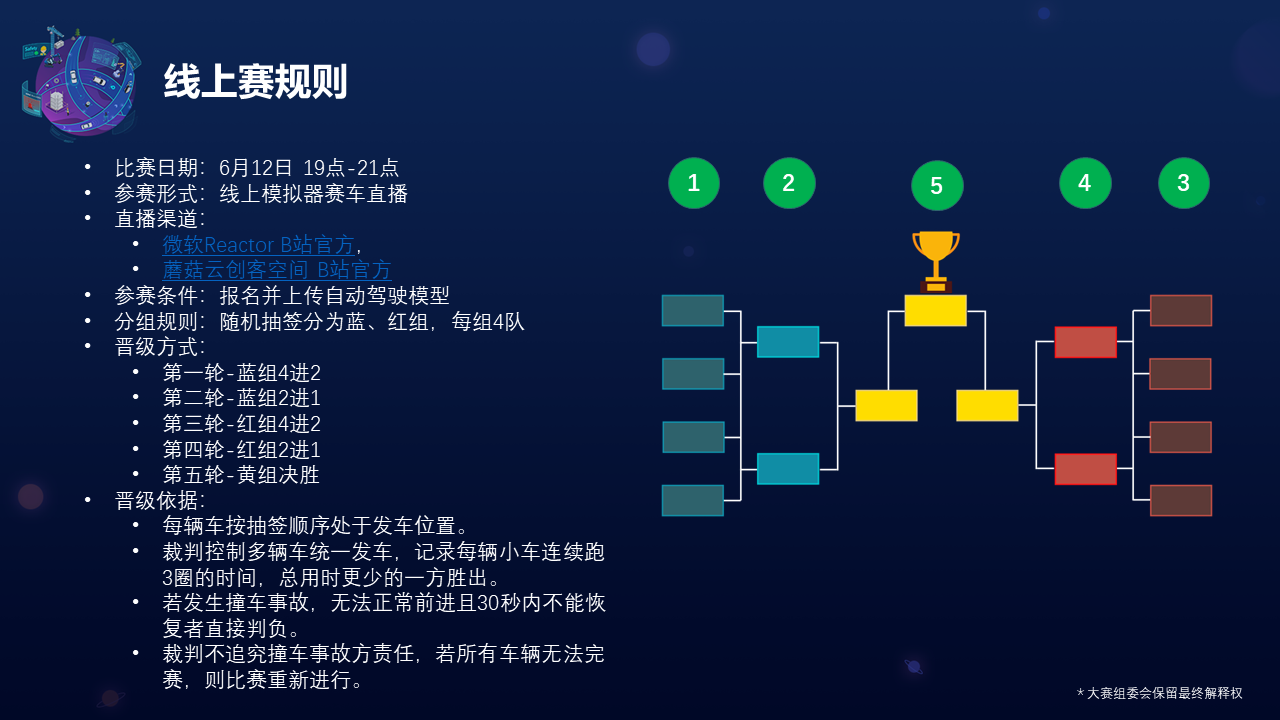 线上赛规则
• 比赛日期：6月12日 19点-21点
• 参赛形式：线上模拟器赛车直播
• 直播渠道：
• 微软Reactor B站官方，
• 蘑菇云创客空间 B站官方
• 参赛条件：报名并上传自动驾驶模型
• 分组规则：随机抽签分为蓝、红组，每组4队
• 晋级方式：
• 第一轮-蓝组4进2
• 第二轮-蓝组2进1
• 第三轮-红组4进2
• 第四轮-红组2进1
• 第五轮-黄组决胜
• 晋级依据：
• 每辆车按抽签顺序处于发车位置。
• 裁判控制多辆车统一发车，记录每辆小车连续跑
3圈的时间，总用时更少的一方胜出。
• 若发生撞车事故，无法正常前进且30秒内不能恢
复者直接判负。
• 裁判不追究撞车事故方责任，若所有车辆无法完
赛，则比赛重新进行。
1 2 5 4 3
* 大赛组委会保留最终解释权